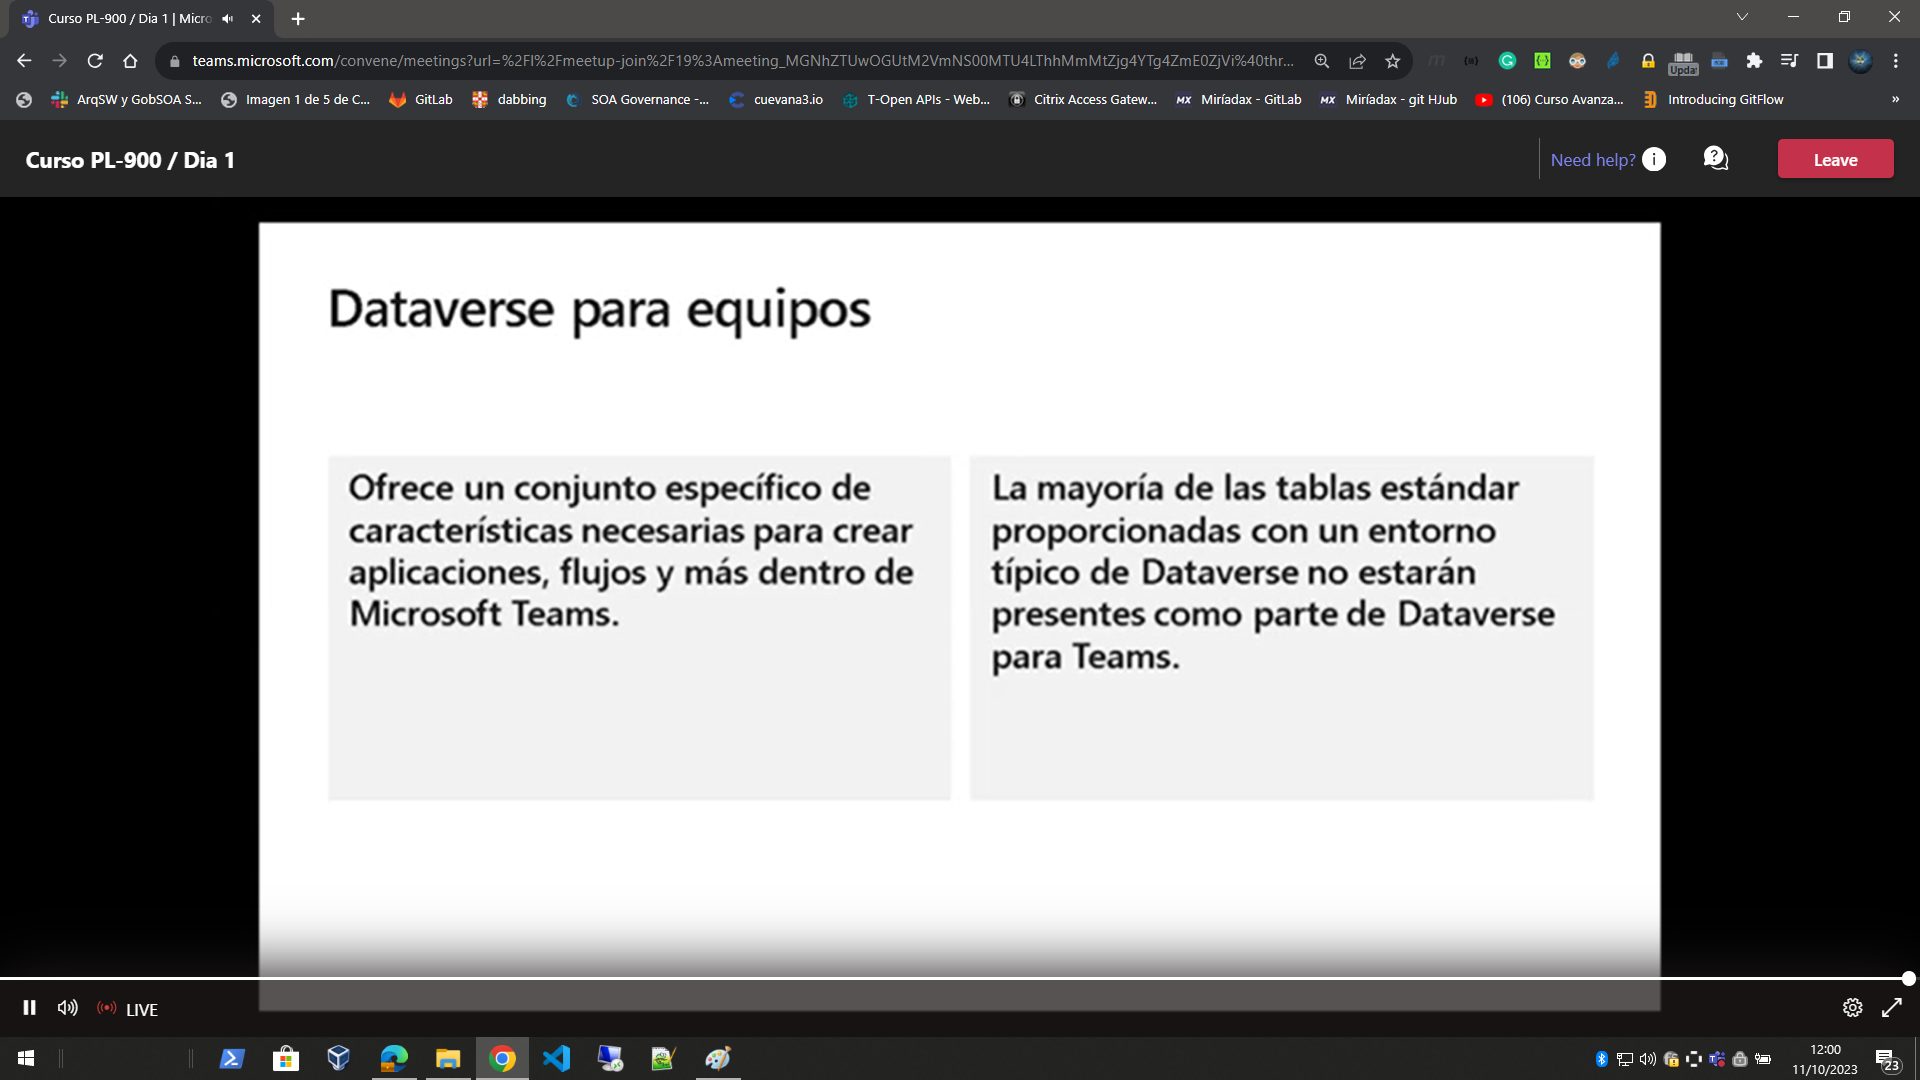 Curso PL-900 / Dia 1 | Micro
teams.microsoft.com/convene/meetings?url=%2Fl%2Fmeetup-join%2F19%3Ameeting_MGNhZTUwOGUtM2VmNS00MTU4LThhMmMtZjg4YTg4ZmE0ZjVi%40thr...
Upda
ArqSW y GobSOA S...
Imagen 1 de 5 de C...
GitLab
dabbing
SOA Governance -...
cuevana3.io
T-Open APIs - Web...
Citrix Access Gatew...
MX Miríadax - GitLab
MX Miríadax - git HJub
(106) Curso Avanza...
Introducing GitFlow
»
Curso PL-900 / Dia 1
Need help?
Leave
Dataverse para equipos
Ofrece un conjunto específico de
características necesarias para crear
aplicaciones, flujos y más dentro de
Microsoft Teams.
La mayoría de las tablas estándar
proporcionadas con un entorno
típico de Dataverse no estarán
presentes como parte de Dataverse
para Teams.
LIVE
12:00
11/10/2023
23